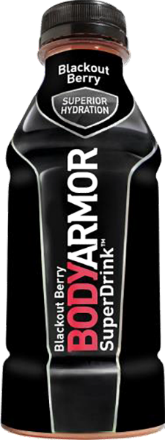 Blackout
Berry
SUPERIOR
HYDRATION
Blackout Berry
BODYARMOR
SuperDrink™